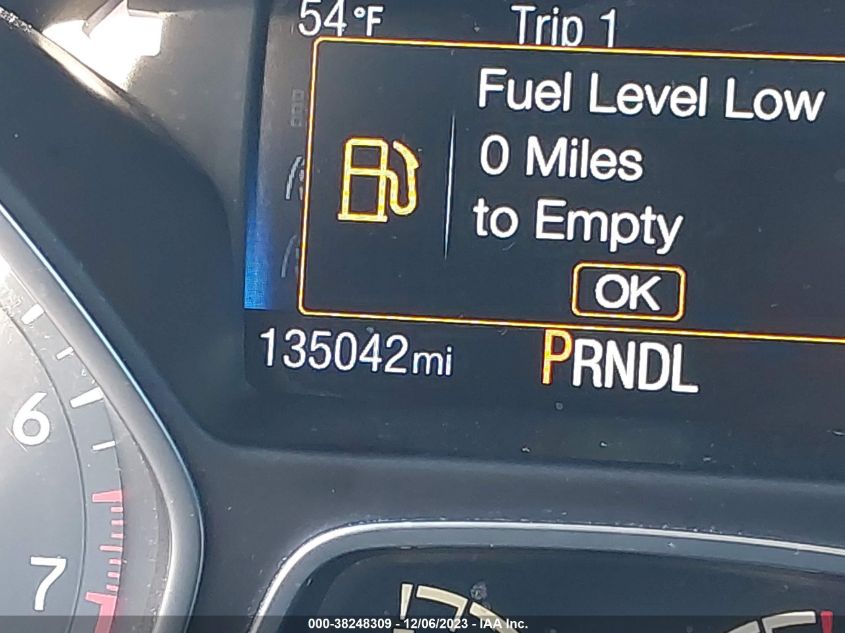 54°F Trip 1
Fuel Level Low
0 Miles
to Empty
OK
135042mi PRNDL
6
7
000-38248309 - 12/06/2023 - IAA Inc.